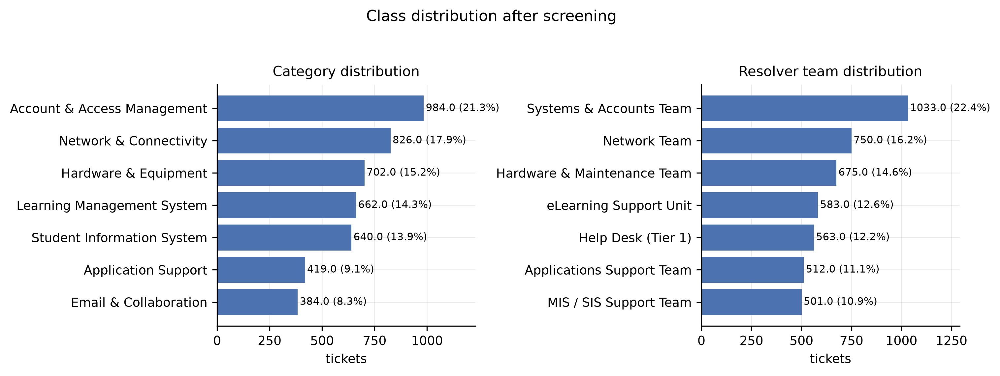 Class distribution after screening
Category distribution
Account & Access Management 984.0 (21.3%)
Network & Connectivity 826.0 (17.9%)
Hardware & Equipment 702.0 (15.2%)
Learning Management System 662.0 (14.3%)
Student Information System 640.0 (13.9%)
Application Support 419.0 (9.1%)
Email & Collaboration 384.0 (8.3%)
0 250 500 750 1000
tickets
Resolver team distribution
Systems & Accounts Team 1033.0 (22.4%)
Network Team 750.0 (16.2%)
Hardware & Maintenance Team 675.0 (14.6%)
eLearning Support Unit 583.0 (12.6%)
Help Desk (Tier 1) 563.0 (12.2%)
Applications Support Team 512.0 (11.1%)
MIS / SIS Support Team 501.0 (10.9%)
0 250 500 750 1000 1250
tickets